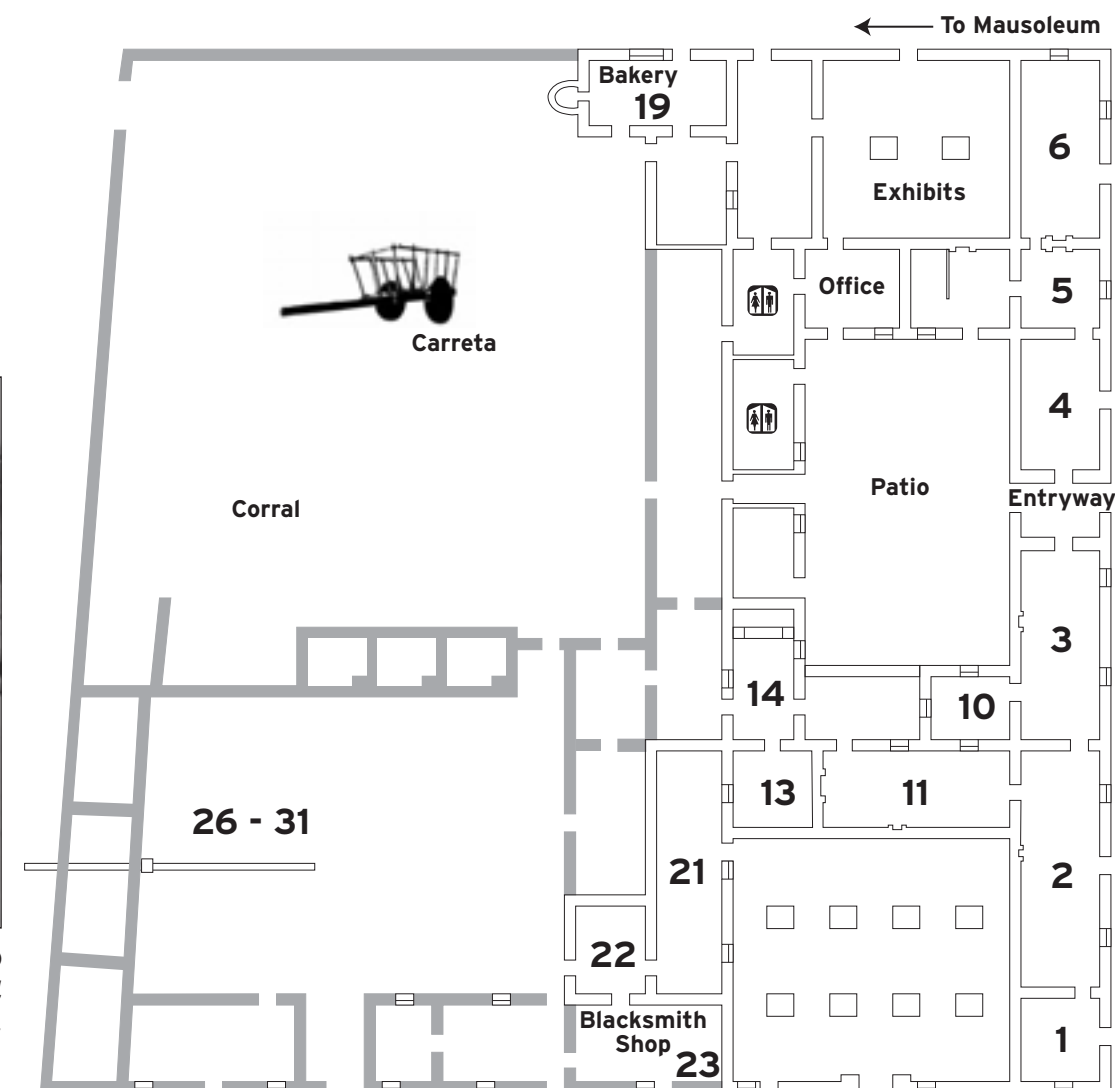 To Mausoleum
Bakery
19
6
Exhibits
Office
5
Carreta
4
Patio
Entryway
Corral
3
14
10
13
11
26 - 31
21
2
22
Blacksmith
Shop
23
1